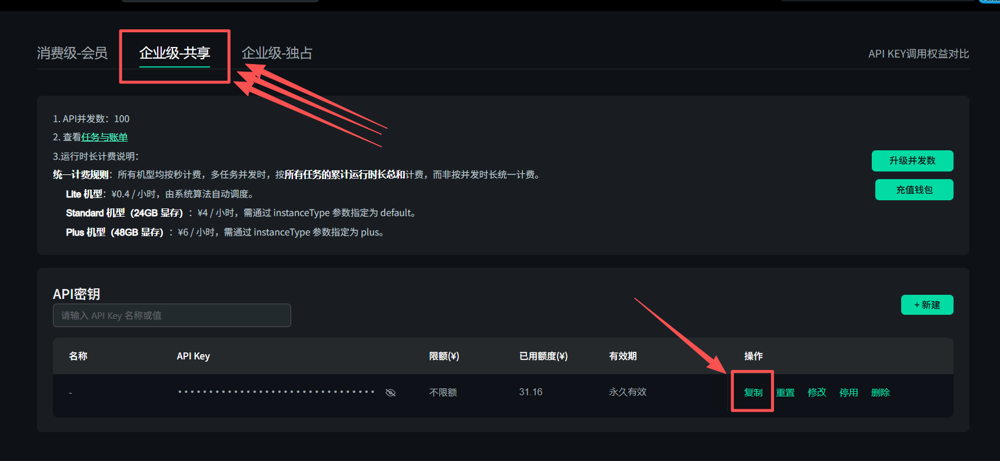 消费级-会员 企业级-共享 企业级-独占 API KEY调用权益对比
1. API并发数：100
2. 查看任务与账单
3.运行时长计费说明：
统一计费规则：所有机型均按秒计费，多任务并发时，按所有任务的累计运行时长总和计费，而非按并发时长统一计费。
Lite 机型：¥0.4 / 小时，由系统算法自动调度。
Standard 机型（24GB 显存）：¥4 / 小时，需通过 instanceType 参数指定为 default。
Plus 机型（48GB 显存）：¥6 / 小时，需通过 instanceType 参数指定为 plus。
升级并发数
充值钱包
API密钥
请输入 API Key 名称或值
+ 新建
名称 API Key 限额(¥) 已用额度(¥) 有效期 操作
- •••••••••••••••••••••••••••••••• 不限额 31.16 永久有效 复制 重置 修改 停用 删除